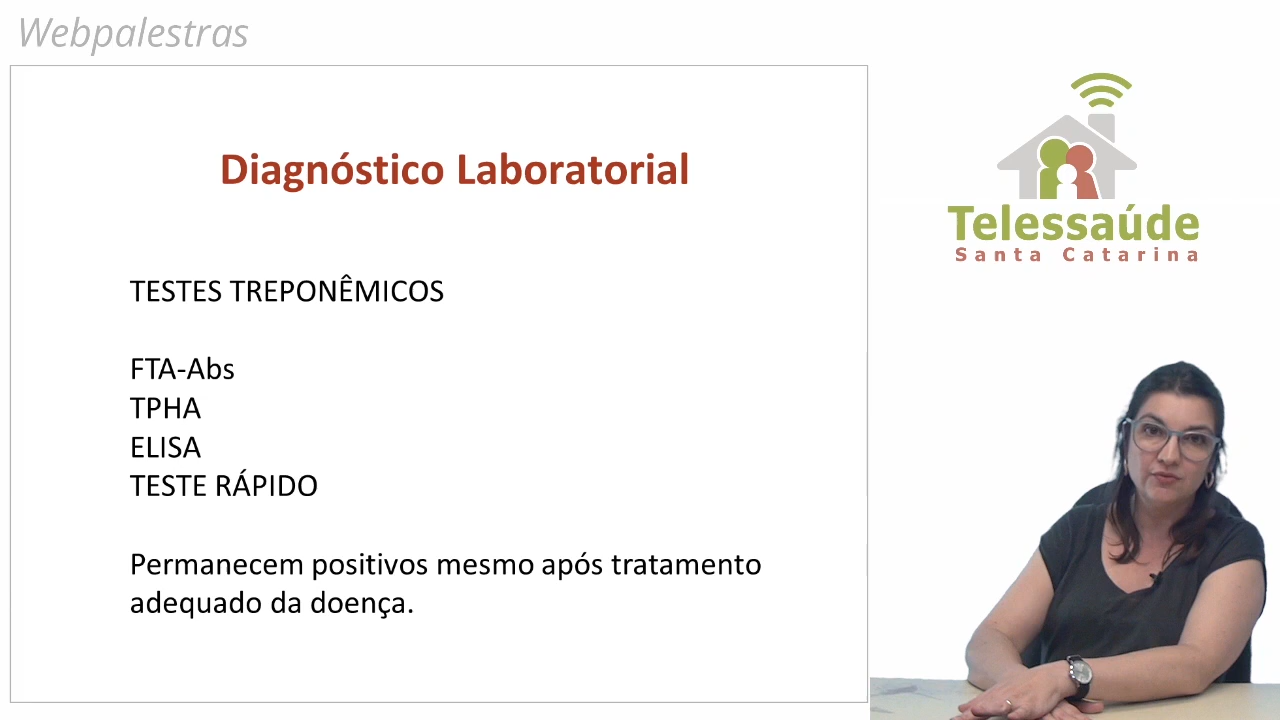 Webpalestras
Diagnóstico Laboratorial
TESTES TREPONÊMICOS
FTA-Abs
TPHA
ELISA
TESTE RÁPIDO
Permanecem positivos mesmo após tratamento
adequado da doença.
Telessaúde
Santa Catarina